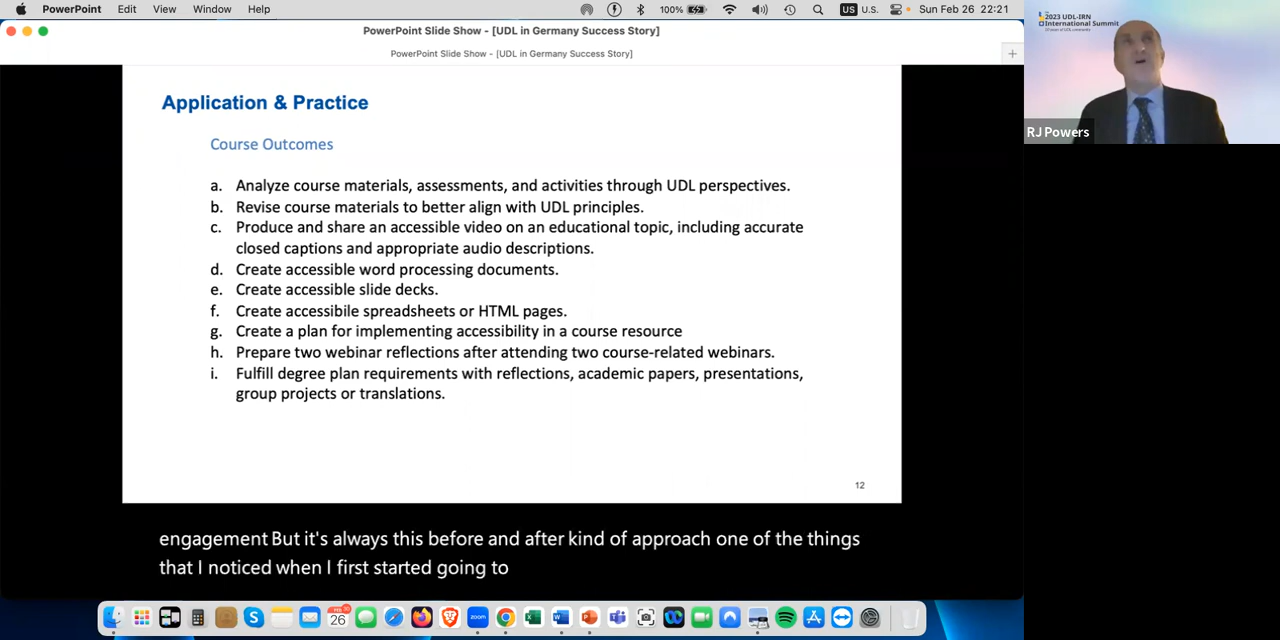 PowerPoint Edit View Window Help 100% US U.S. Sun Feb 26 22:21
PowerPoint Slide Show - [UDL in Germany Success Story]
PowerPoint Slide Show - [UDL in Germany Success Story]
2023 UDL-IRN
International Summit
RJ Powers
Application & Practice
Course Outcomes
a. Analyze course materials, assessments, and activities through UDL perspectives.
b. Revise course materials to better align with UDL principles.
c. Produce and share an accessible video on an educational topic, including accurate
closed captions and appropriate audio descriptions.
d. Create accessible word processing documents.
e. Create accessible slide decks.
f. Create accessibile spreadsheets or HTML pages.
g. Create a plan for implementing accessibility in a course resource
h. Prepare two webinar reflections after attending two course-related webinars.
i. Fulfill degree plan requirements with reflections, academic papers, presentations,
group projects or translations.
12
engagement But it's always this before and after kind of approach one of the things
that I noticed when I first started going to
26
zoom